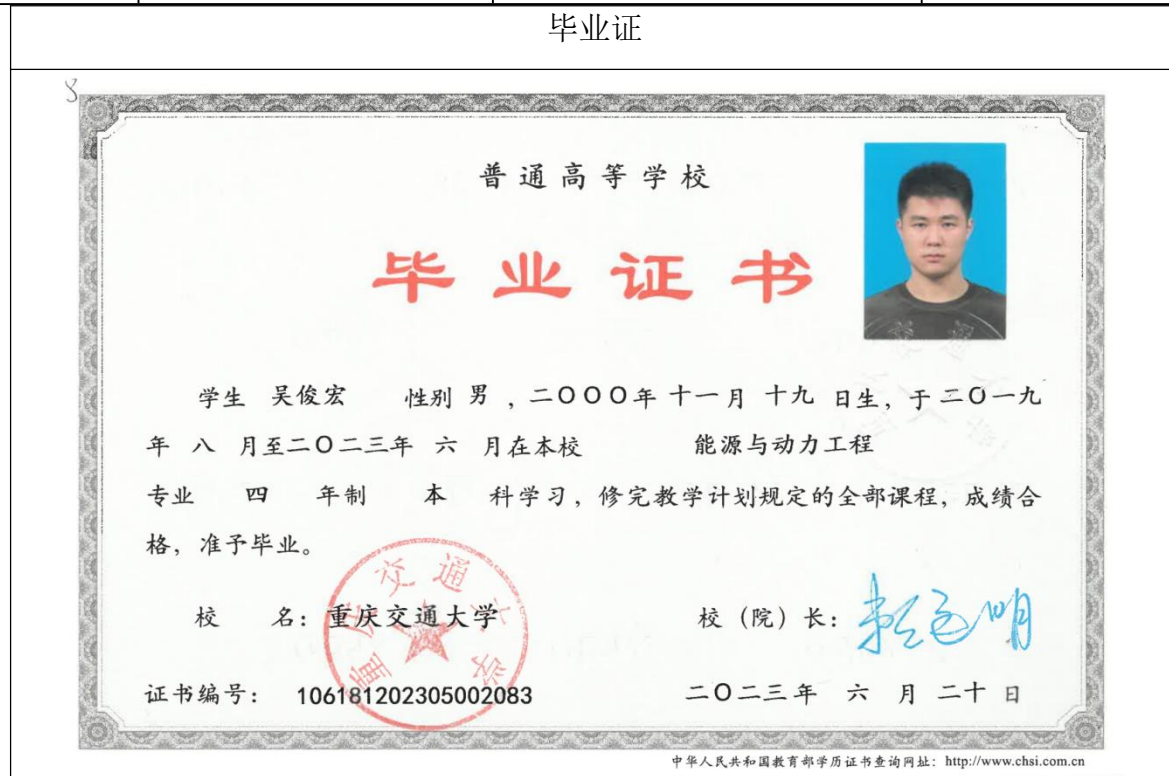 毕业证
普通高等学校
毕业证书
学生 吴俊宏 性别 男 ，二〇〇〇年 十一月 十九 日生，于二〇一九
年 八 月至二〇二三年 六 月在本校 能源与动力工程
专业 四 年制 本 科学习，修完教学计划规定的全部课程，成绩合
格，准予毕业。
校 名：重庆交通大学 校（院）长：
重庆交通大学
证书编号： 106181202305002083 二〇二三年 六 月 二十 日
中华人民共和国教育部学历证书查询网址：http://www.chsi.com.cn